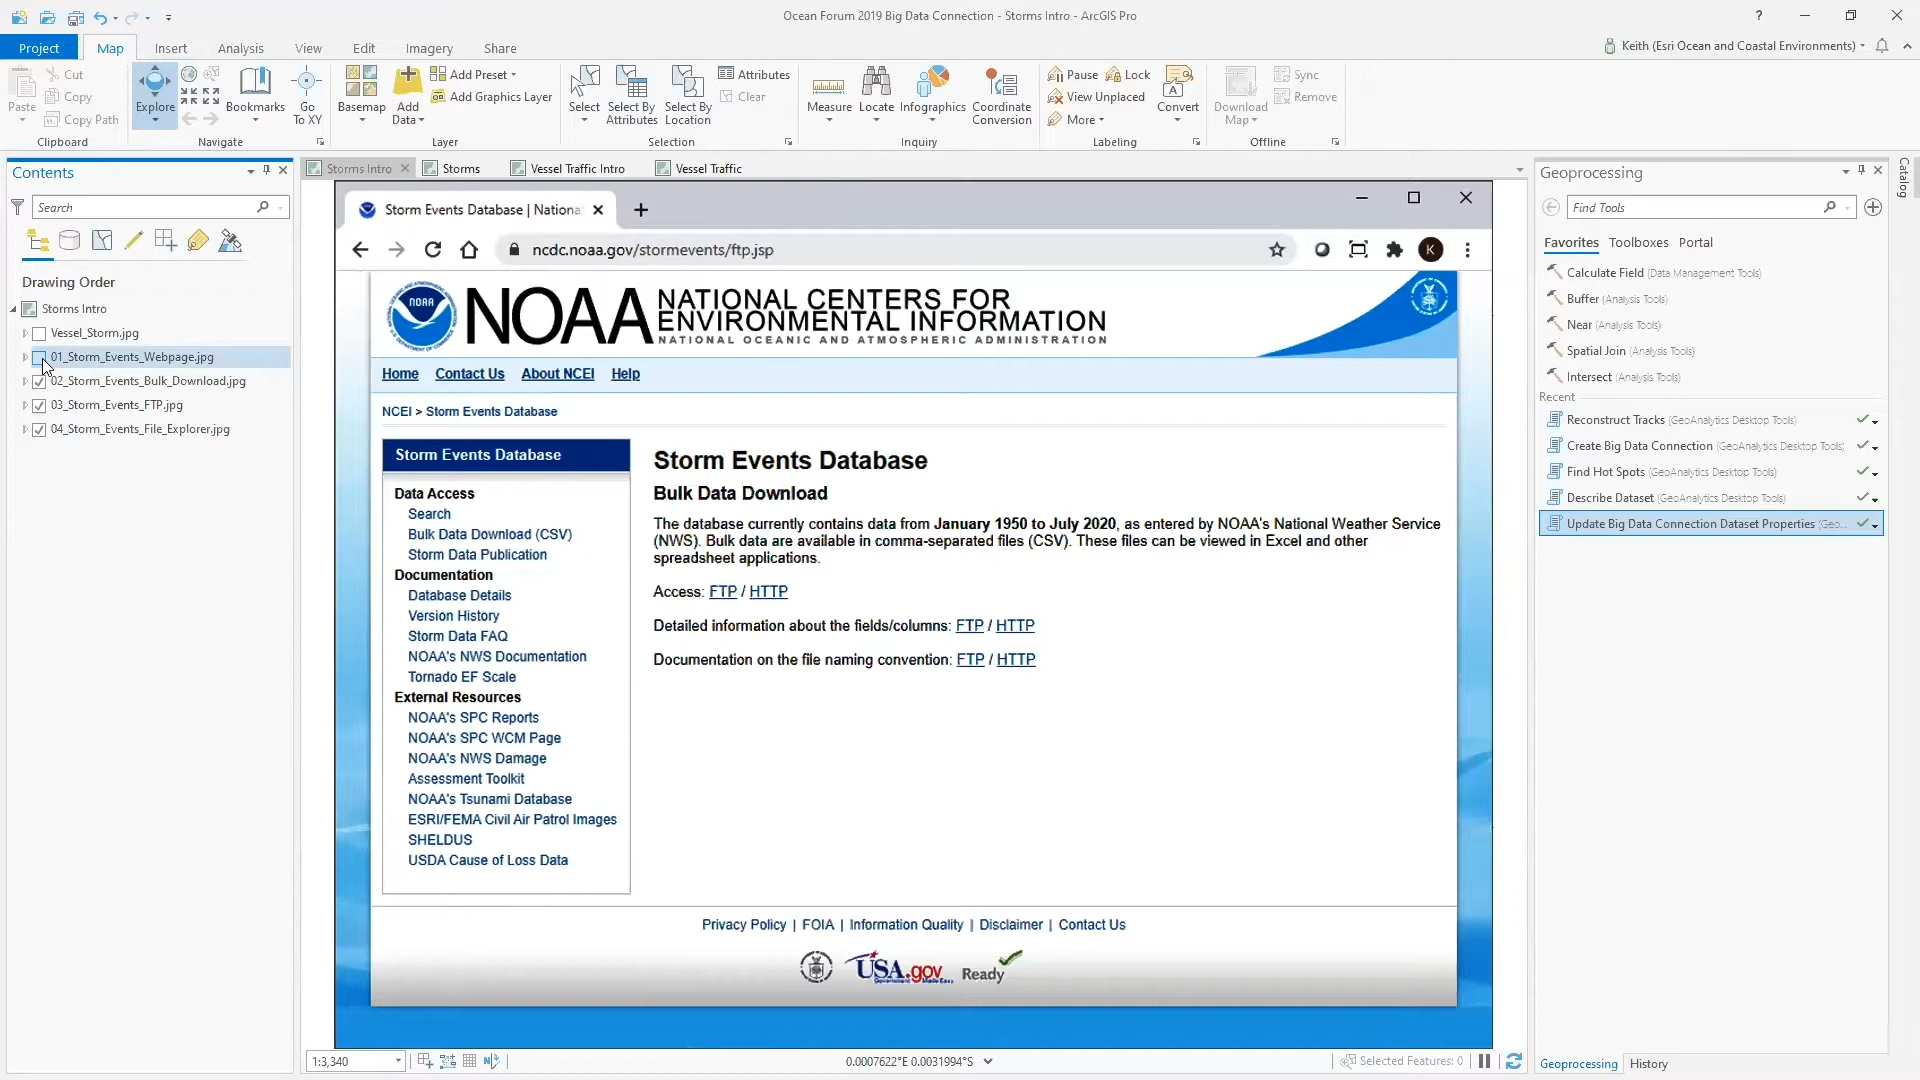 Ocean Forum 2019 Big Data Connection - Storms Intro - ArcGIS Pro
?
Project
Map
Insert
Analysis
View
Edit
Imagery
Share
Keith (Esri Ocean and Coastal Environments)
Paste
Cut
Copy
Copy Path
Clipboard
Explore
Bookmarks
Go
To XY
Navigate
Basemap
Add
Data
Add Preset
Add Graphics Layer
Layer
Select
Select By
Attributes
Select By
Location
Attributes
Clear
Selection
Measure
Locate
Infographics
Coordinate
Conversion
Inquiry
Pause
Lock
View Unplaced
More
Convert
Labeling
Download
Map
Sync
Remove
Offline
Contents
Search
Drawing Order
Storms Intro
Vessel_Storm.jpg
01_Storm_Events_Webpage.jpg
02_Storm_Events_Bulk_Download.jpg
03_Storm_Events_FTP.jpg
04_Storm_Events_File_Explorer.jpg
Storms Intro
Storms
Vessel Traffic Intro
Vessel Traffic
Storm Events Database | Nationa
ncdc.noaa.gov/stormevents/ftp.jsp
K
NOAA
NOAA
NATIONAL CENTERS FOR
ENVIRONMENTAL INFORMATION
NATIONAL OCEANIC AND ATMOSPHERIC ADMINISTRATION
Home
Contact Us
About NCEI
Help
NCEI > Storm Events Database
Storm Events Database
Data Access
Search
Bulk Data Download (CSV)
Storm Data Publication
Documentation
Database Details
Version History
Storm Data FAQ
NOAA's NWS Documentation
Tornado EF Scale
External Resources
NOAA's SPC Reports
NOAA's SPC WCM Page
NOAA's NWS Damage
Assessment Toolkit
NOAA's Tsunami Database
ESRI/FEMA Civil Air Patrol Images
SHELDUS
USDA Cause of Loss Data
Storm Events Database
Bulk Data Download
The database currently contains data from January 1950 to July 2020, as entered by NOAA's National Weather Service
(NWS). Bulk data are available in comma-separated files (CSV). These files can be viewed in Excel and other
spreadsheet applications.
Access: FTP / HTTP
Detailed information about the fields/columns: FTP / HTTP
Documentation on the file naming convention: FTP / HTTP
Privacy Policy | FOIA | Information Quality | Disclaimer | Contact Us
USA.gov
Ready
1:3,340
0.0007622°E 0.0031994°S
Selected Features: 0
Geoprocessing
Find Tools
Favorites
Toolboxes
Portal
Calculate Field (Data Management Tools)
Buffer (Analysis Tools)
Near (Analysis Tools)
Spatial Join (Analysis Tools)
Intersect (Analysis Tools)
Recent
Reconstruct Tracks (GeoAnalytics Desktop Tools)
Create Big Data Connection (GeoAnalytics Desktop Tools)
Find Hot Spots (GeoAnalytics Desktop Tools)
Describe Dataset (GeoAnalytics Desktop Tools)
Update Big Data Connection Dataset Properties (Geo...
Geoprocessing
History
Catalog